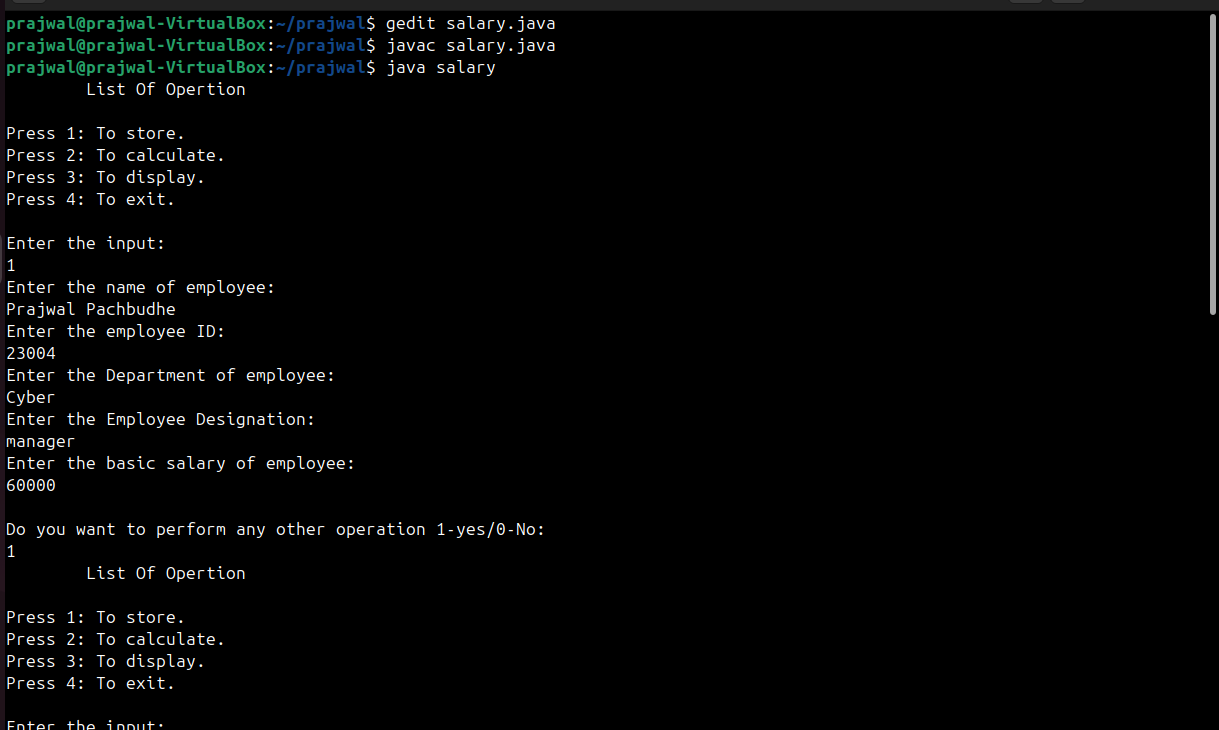 prajwal@prajwal-VirtualBox:~/prajwal$ gedit salary.java
prajwal@prajwal-VirtualBox:~/prajwal$ javac salary.java
prajwal@prajwal-VirtualBox:~/prajwal$ java salary
List Of Opertion
Press 1: To store.
Press 2: To calculate.
Press 3: To display.
Press 4: To exit.
Enter the input:
1
Enter the name of employee:
Prajwal Pachbudhe
Enter the employee ID:
23004
Enter the Department of employee:
Cyber
Enter the Employee Designation:
manager
Enter the basic salary of employee:
60000
Do you want to perform any other operation 1-yes/0-No:
1
List Of Opertion
Press 1: To store.
Press 2: To calculate.
Press 3: To display.
Press 4: To exit.
Enter the input: